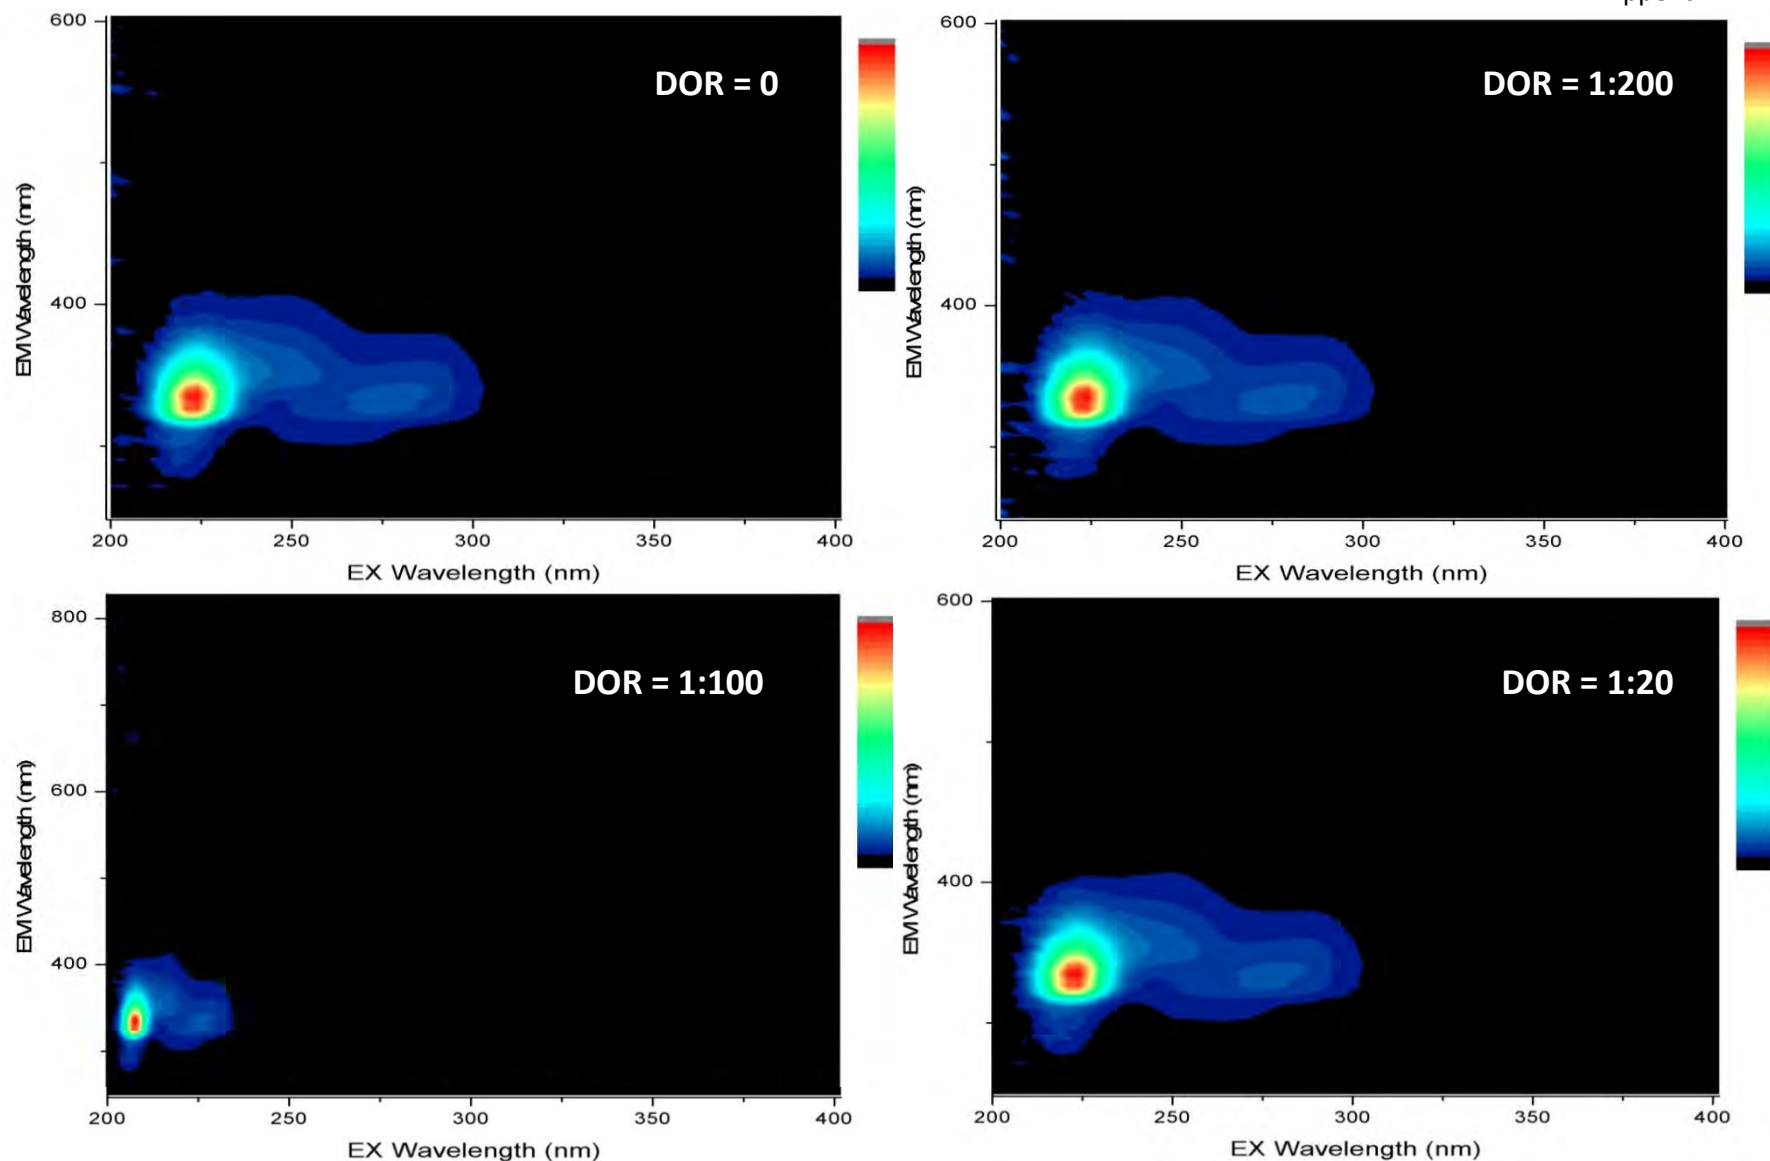 600
DOR = 0
400
EM Wavelength (nm)
200 250 300 350 400
EX Wavelength (nm)
600
DOR = 1:200
400
EM Wavelength (nm)
200 250 300 350 400
EX Wavelength (nm)
800
DOR = 1:100
600
400
EM Wavelength (nm)
200 250 300 350 400
EX Wavelength (nm)
600
DOR = 1:20
400
EM Wavelength (nm)
200 250 300 350 400
EX Wavelength (nm)